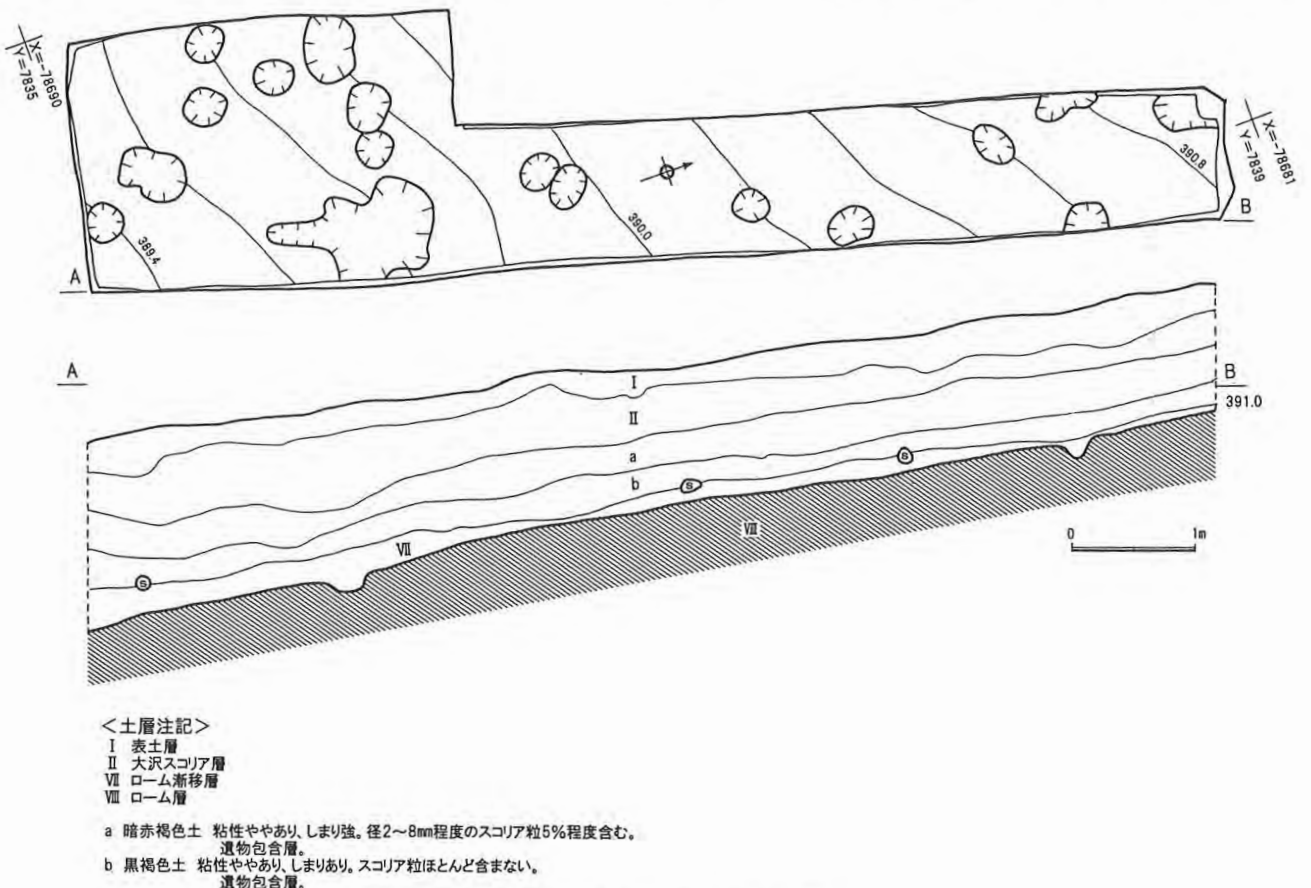 X=-78690
Y=7835
389.4
390.0
390.8
X=-78681
Y=7839
A
B
A
B
391.0
I
II
a
b
S
S
S
VII
VIII
0 1m
<土層注記>
I 表土層
II 大沢スコリア層
VII ローム漸移層
VIII ローム層
a 暗赤褐色土 粘性ややあり、しまり強。径2～8mm程度のスコリア粒5%程度含む。
遺物包含層。
b 黒褐色土 粘性ややあり、しまりあり。スコリア粒ほとんど含まない。
遺物包含層。